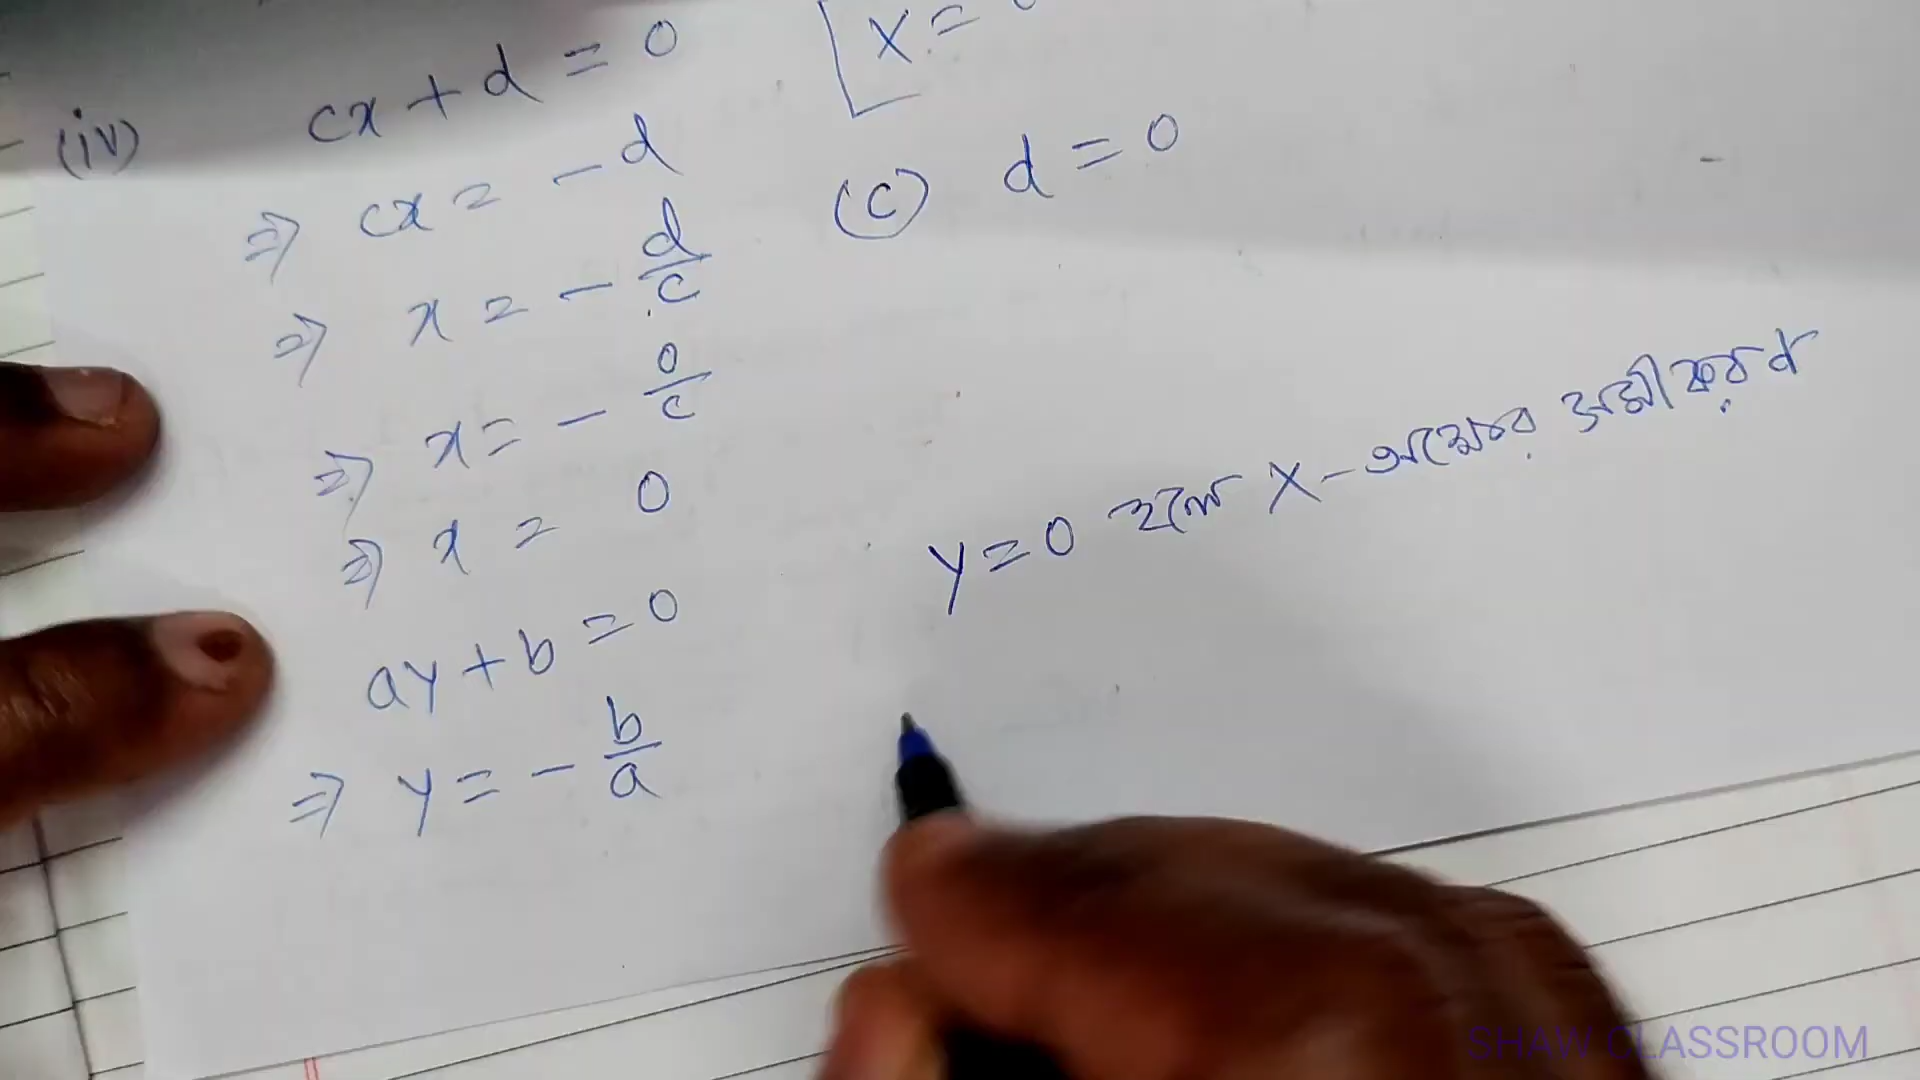 (iv) cx + d = 0
⇒ cx = - d
⇒ x = - d/c
⇒ x = - 0/c
⇒ x = 0
ay + b = 0
⇒ y = - b/a
x =
(c) d = 0
y = 0 হলে X - অক্ষের সমীকরণ
SHAW CLASSROOM